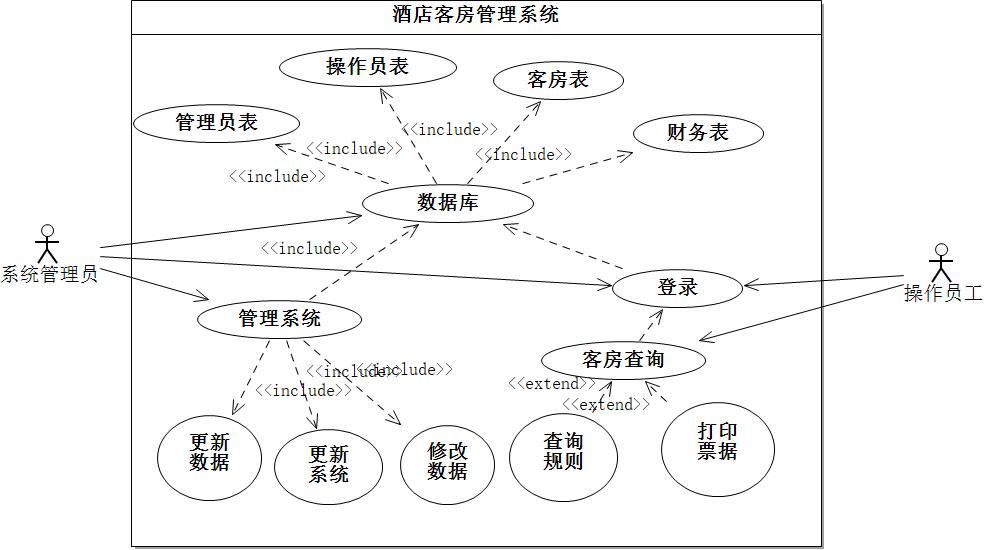 酒店客房管理系统
操作员表
客房表
管理员表
<<include>>
财务表
<<include>>
<<include>>
<<include>>
数据库
<<include>>
系统管理员
登录
操作员工
管理系统
客房查询
<<include>>
<<include>>
<<extend>>
<<include>>
<<extend>>
更新
数据
更新
系统
修改
数据
查询
规则
打印
票据